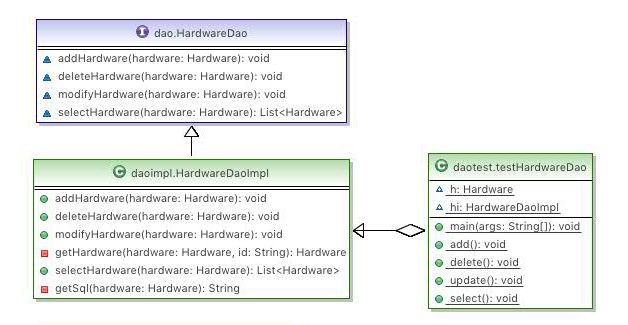 I dao.HardwareDao
addHardware(hardware: Hardware): void
deleteHardware(hardware: Hardware): void
modifyHardware(hardware: Hardware): void
selectHardware(hardware: Hardware): List<Hardware>
C daoimpl.HardwareDaoImpl
addHardware(hardware: Hardware): void
deleteHardware(hardware: Hardware): void
modifyHardware(hardware: Hardware): void
getHardware(hardware: Hardware, id: String): Hardware
selectHardware(hardware: Hardware): List<Hardware>
getSql(hardware: Hardware): String
C daotest.testHardwareDao
h: Hardware
hi: HardwareDaoImpl
main(args: String[]): void
add(): void
delete(): void
update(): void
select(): void